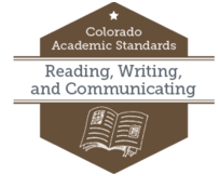 Colorado
Academic Standards
Reading, Writing,
and Communicating